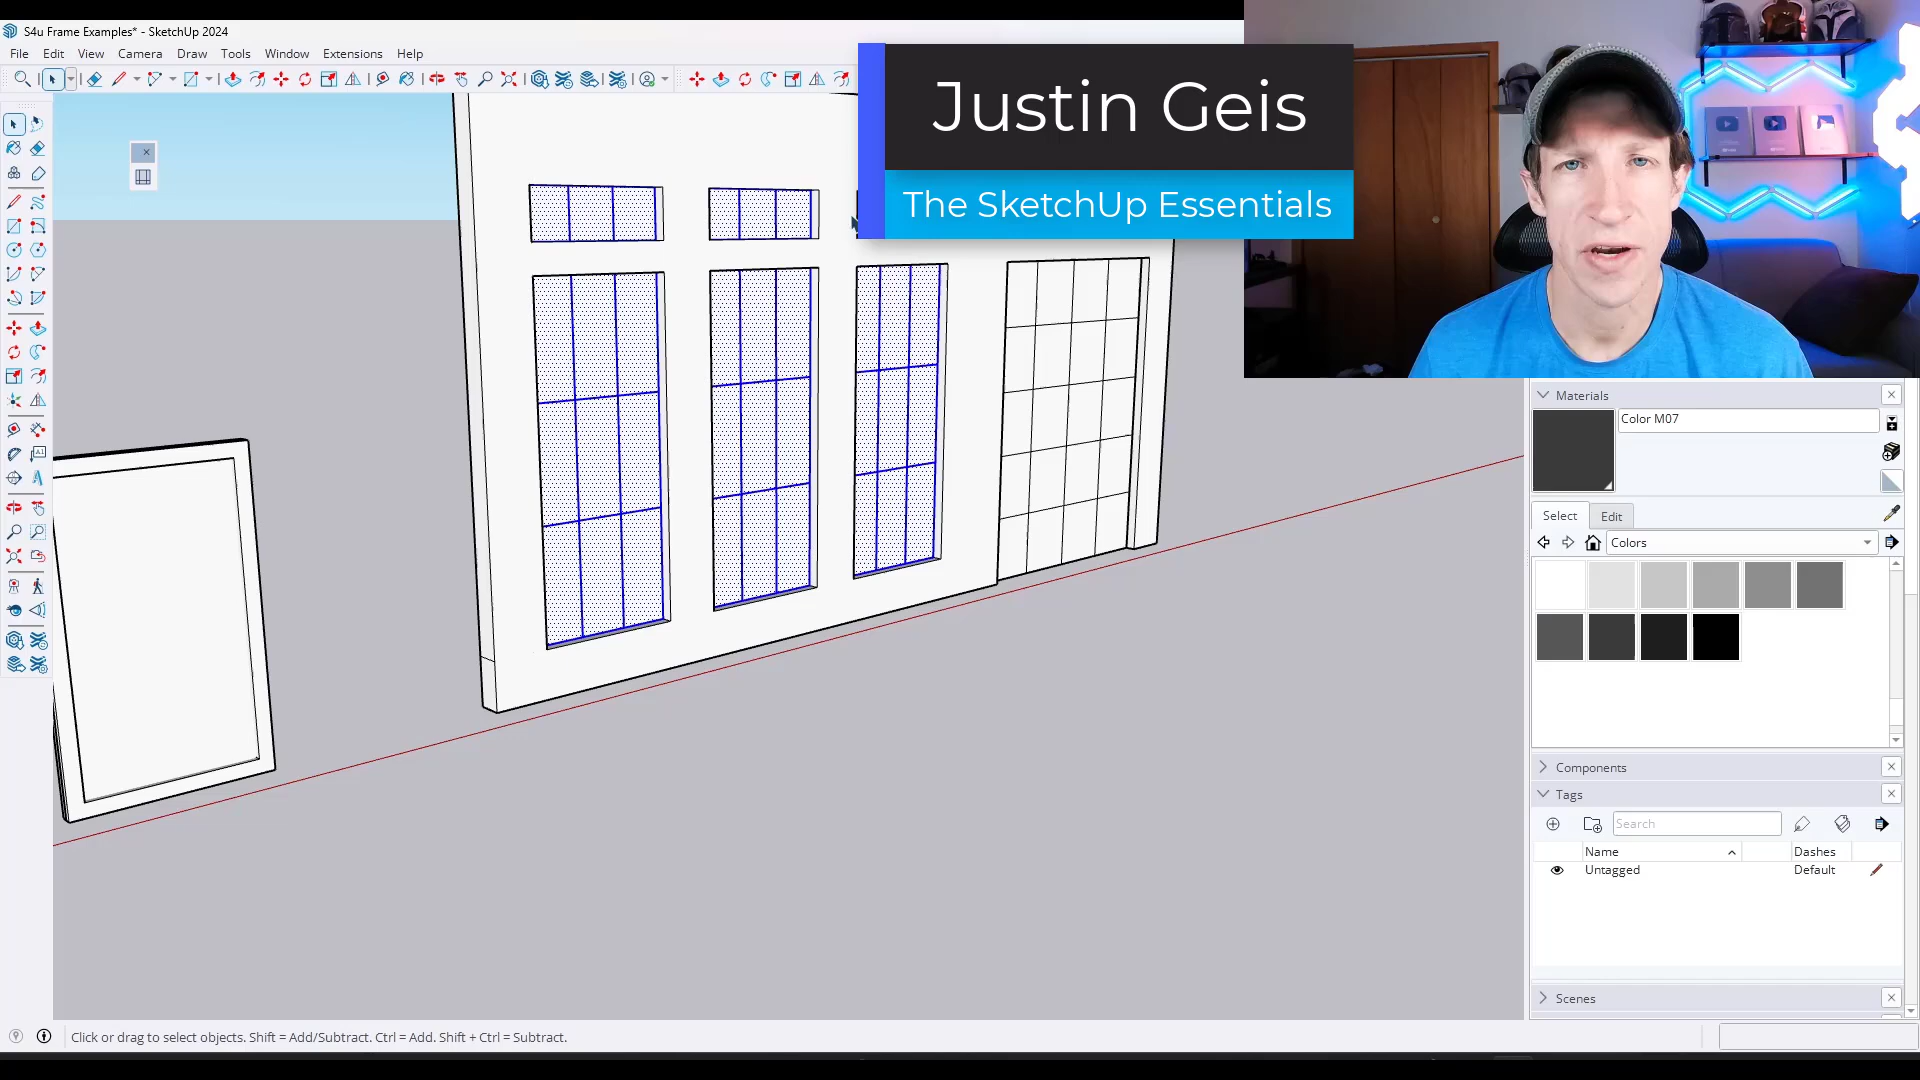 S4u Frame Examples* - SketchUp 2024
File Edit View Camera Draw Tools Window Extensions Help
Justin Geis
The SketchUp Essentials
Materials
Color M07
Select Edit
Colors
Components
Tags
Search
Name Dashes
Untagged Default
Scenes
Click or drag to select objects. Shift = Add/Subtract. Ctrl = Add. Shift + Ctrl = Subtract.